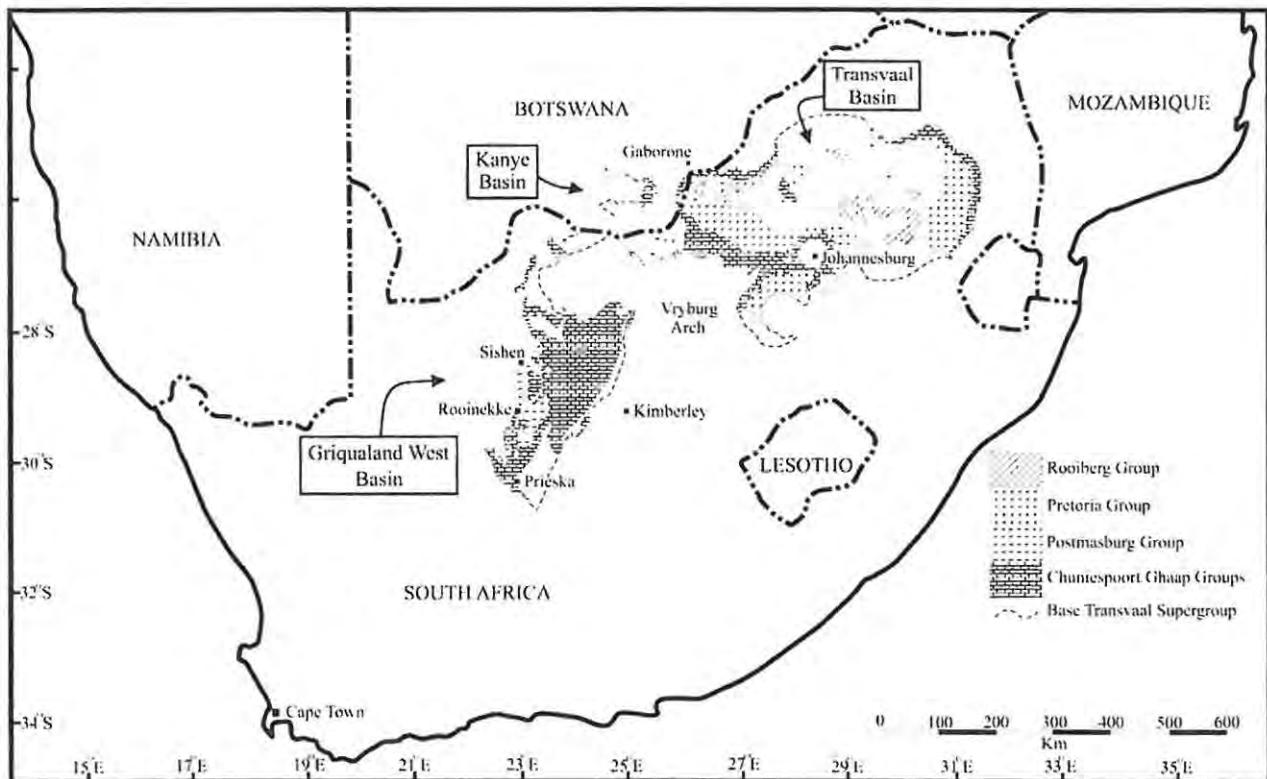 Transvaal
Basin
BOTSWANA
MOZAMBIQUE
Gaborone
Kanye
Basin
NAMIBIA
Johannesburg
Vryburg
Arch
28°S
Sishen
Rooinekke
Kimberley
Griqualand West
Basin
30°S
LESOTHO
Prieska
Rooiberg Group
Pretoria Group
Postmasburg Group
Chuniespoort Ghaap Groups
Base Transvaal Supergroup
SOUTH AFRICA
32°S
34°S
Cape Town
0 100 200 300 400 500 600
Km
15°E 17°E 19°E 21°E 23°E 25°E 27°E 29°E 31°E 33°E 35°E